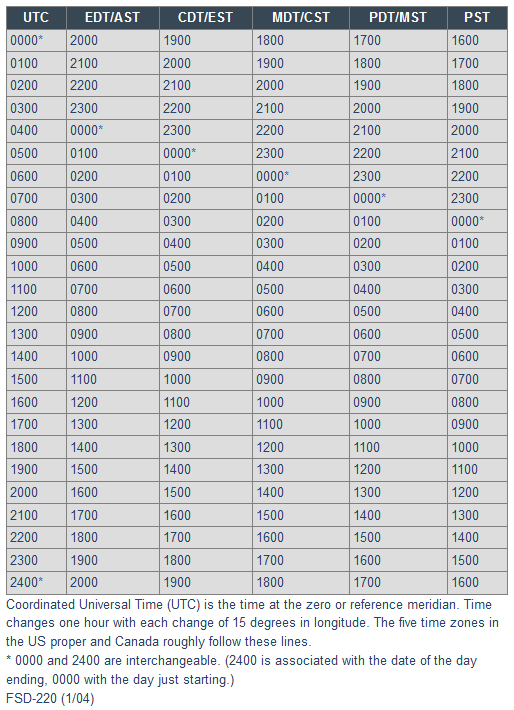 UTC EDT/AST CDT/EST MDT/CST PDT/MST PST
0000* 2000 1900 1800 1700 1600
0100 2100 2000 1900 1800 1700
0200 2200 2100 2000 1900 1800
0300 2300 2200 2100 2000 1900
0400 0000* 2300 2200 2100 2000
0500 0100 0000* 2300 2200 2100
0600 0200 0100 0000* 2300 2200
0700 0300 0200 0100 0000* 2300
0800 0400 0300 0200 0100 0000*
0900 0500 0400 0300 0200 0100
1000 0600 0500 0400 0300 0200
1100 0700 0600 0500 0400 0300
1200 0800 0700 0600 0500 0400
1300 0900 0800 0700 0600 0500
1400 1000 0900 0800 0700 0600
1500 1100 1000 0900 0800 0700
1600 1200 1100 1000 0900 0800
1700 1300 1200 1100 1000 0900
1800 1400 1300 1200 1100 1000
1900 1500 1400 1300 1200 1100
2000 1600 1500 1400 1300 1200
2100 1700 1600 1500 1400 1300
2200 1800 1700 1600 1500 1400
2300 1900 1800 1700 1600 1500
2400* 2000 1900 1800 1700 1600
Coordinated Universal Time (UTC) is the time at the zero or reference meridian. Time
changes one hour with each change of 15 degrees in longitude. The five time zones in
the US proper and Canada roughly follow these lines.
* 0000 and 2400 are interchangeable. (2400 is associated with the date of the day
ending, 0000 with the day just starting.)
FSD-220 (1/04)